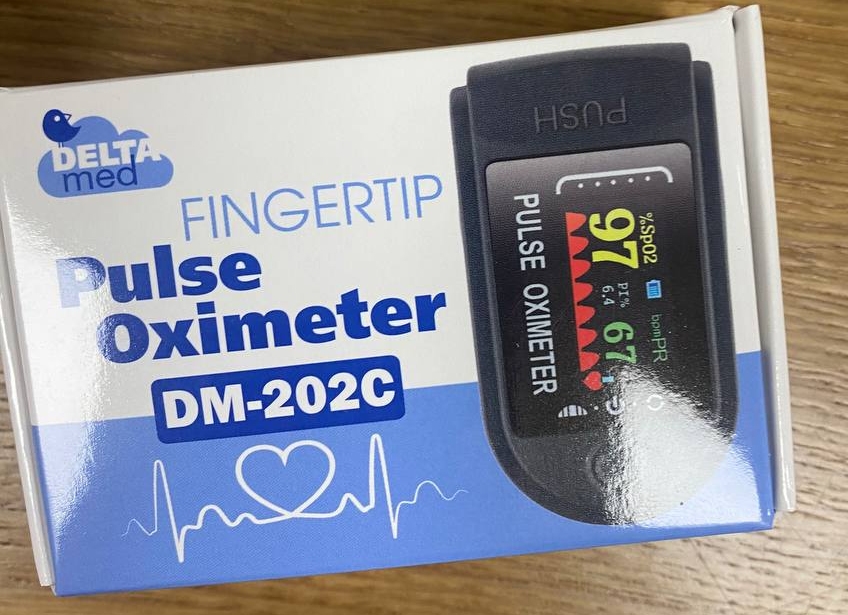 DELTA
med
FINGERTIP
Pulse
Oximeter
DM-202C
PUSH
%SpO2
97
PI%
6.4
bpmPR
67
PULSE OXIMETER